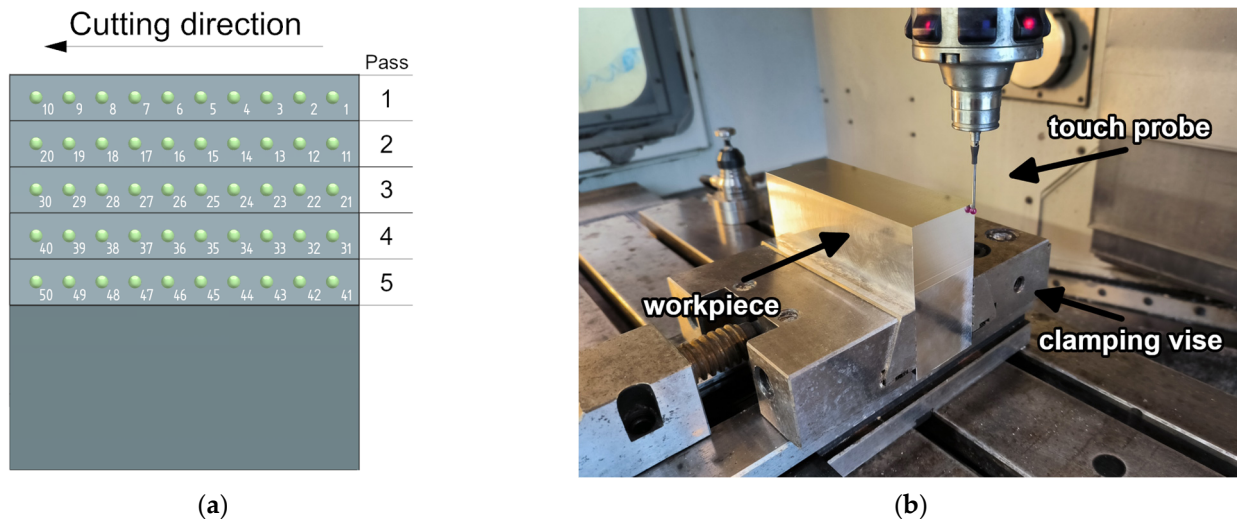 Cutting direction
Pass
10 9 8 7 6 5 4 3 2 1 1
20 19 18 17 16 15 14 13 12 11 2
30 29 28 27 26 25 24 23 22 21 3
40 39 38 37 36 35 34 33 32 31 4
50 49 48 47 46 45 44 43 42 41 5
touch probe
workpiece
clamping vise
(a)
(b)